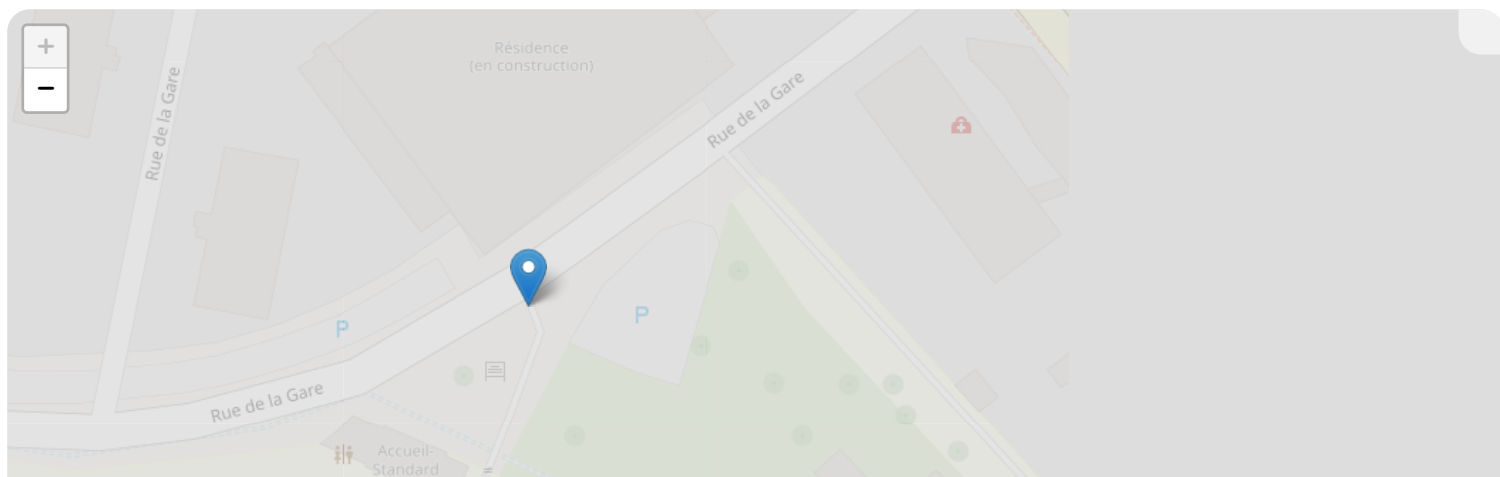 +
−
Résidence
(en construction)
Rue de la Gare
Rue de la Gare
P
P
Rue de la Gare
Accueil-
Standard